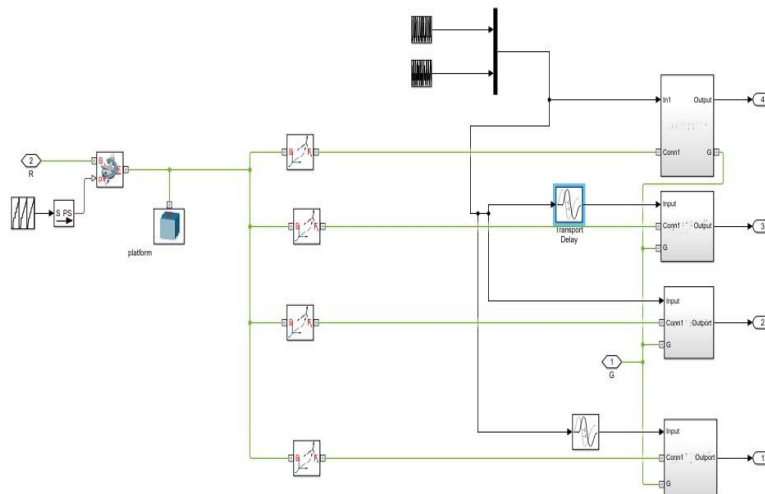 In1
Output
4
Conn1
G
2
R
B
F
S PS
platform
B
F
Input
Conn1
Output
G
3
Transport
Delay
B
F
Input
Conn1
Outport
G
2
B
F
1
G
Input
Conn1
Outport
G
1
B
F